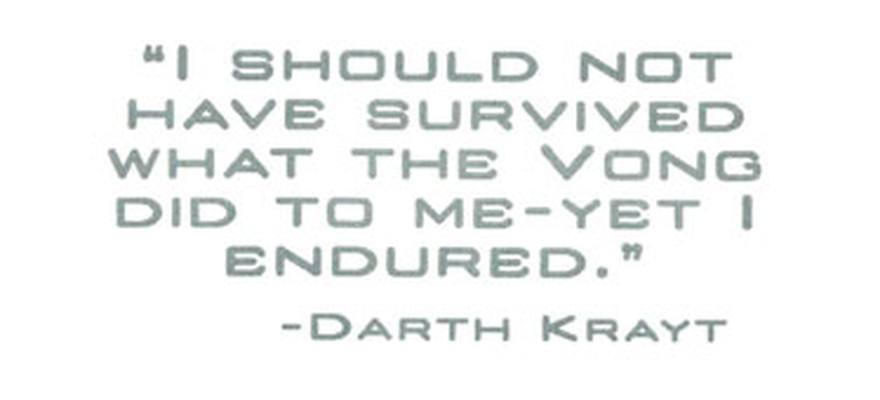 “I SHOULD NOT
HAVE SURVIVED
WHAT THE VONG
DID TO ME-YET I
ENDURED.”
-DARTH KRAYT